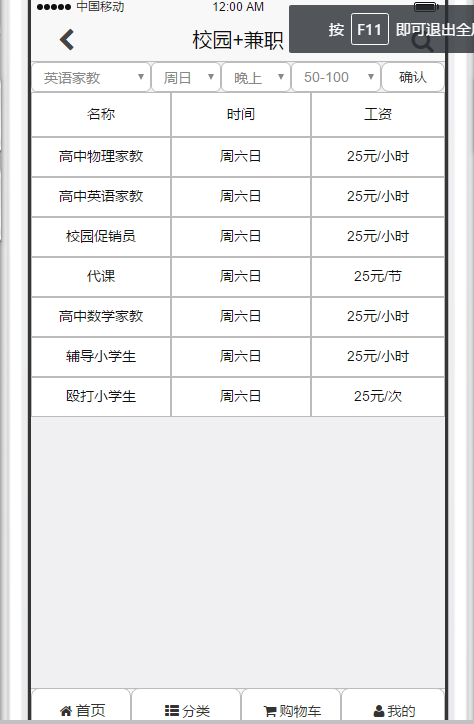 中国移动 12:00 AM
按 F11 即可退出全
校园+兼职
英语家教 周日 晚上 50-100 确认
名称 时间 工资
高中物理家教 周六日 25元/小时
高中英语家教 周六日 25元/小时
校园促销员 周六日 25元/小时
代课 周六日 25元/节
高中数学家教 周六日 25元/小时
辅导小学生 周六日 25元/小时
殴打小学生 周六日 25元/次
首页 分类 购物车 我的